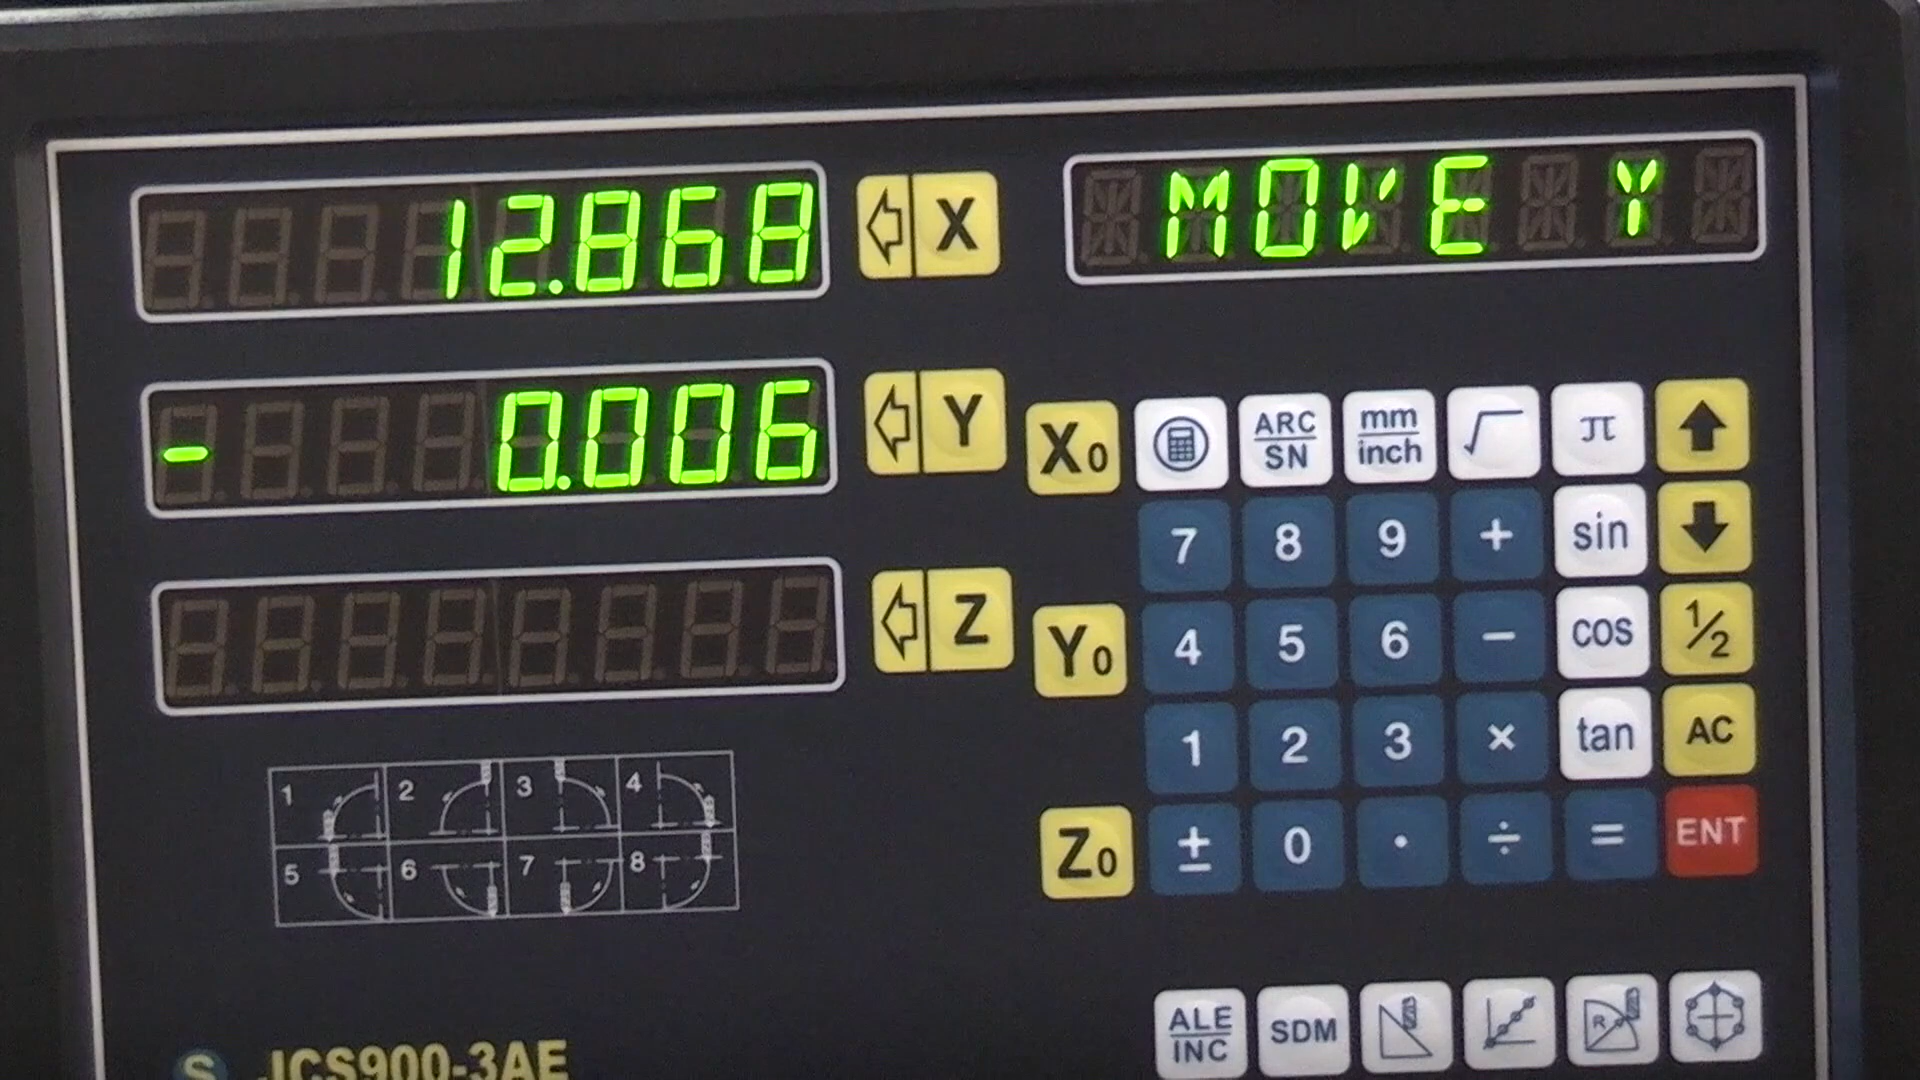 12.868 X MOVE Y
-0.006 Y
X0 ARC/SN mm/inch √ π
7 8 9 + sin
Z
Y0 4 5 6 − cos 1/2
1 2 3 × tan AC
Z0 ± 0 · ÷ = ENT
1 2 3 4
5 6 7 8
ALE/INC SDM R
S JCS900-3AE